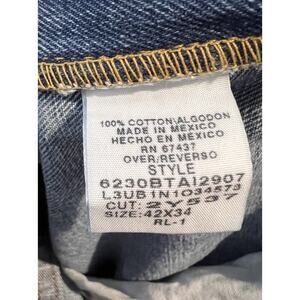 100% COTTON\ALGODON
MADE IN MEXICO
HECHO EN MEXICO
RN 67437
OVER/REVERSO
STYLE
6230BTAI2907
L3UB1N1034573
CUT: 2Y537
SIZE: 42X34
RL-1